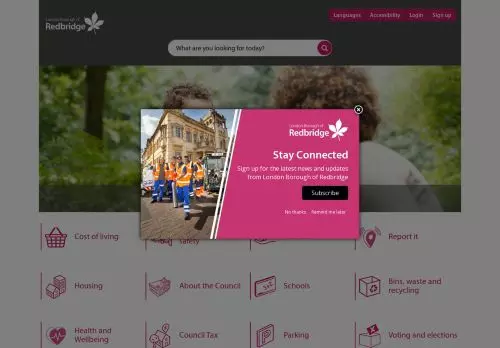 London Borough of
Redbridge
Languages Accessibility Login Sign up
What are you looking for today?
London Borough of
Redbridge
Stay Connected
Sign up for the latest news and updates
from London Borough of Redbridge
Subscribe
No thanks Remind me later
Cost of living
safety
Report it
Housing
About the Council
Schools
Bins, waste and
recycling
Health and
Wellbeing
Council Tax
Parking
Voting and elections